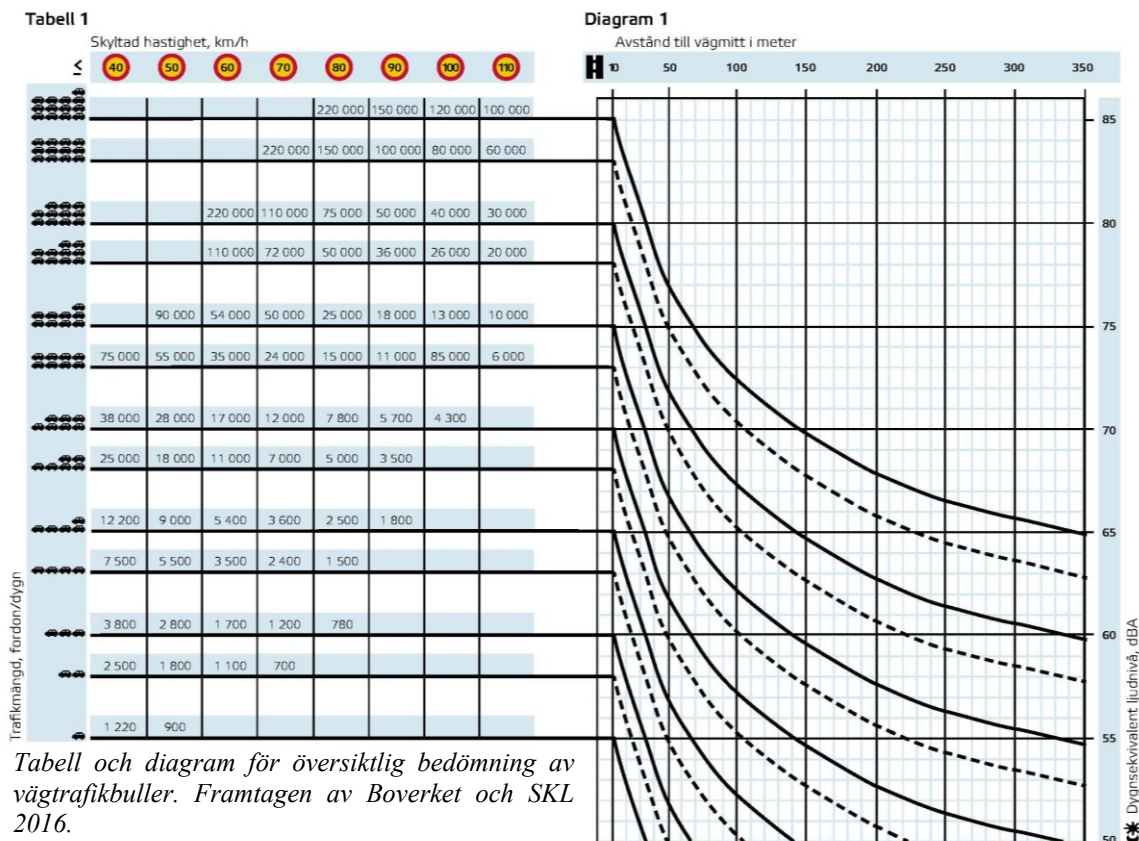 Tabell 1
Skyltad hastighet, km/h
≤ 40 50 60 70 80 90 100 110
220 000 150 000 120 000 100 000
220 000 150 000 100 000 80 000 60 000
220 000 110 000 75 000 50 000 40 000 30 000
110 000 72 000 50 000 36 000 26 000 20 000
90 000 54 000 50 000 25 000 18 000 13 000 10 000
75 000 55 000 35 000 24 000 15 000 11 000 85 000 6 000
38 000 28 000 17 000 12 000 7 800 5 700 4 300
25 000 18 000 11 000 7 000 5 000 3 500
12 200 9 000 5 400 3 600 2 500 1 800
7 500 5 500 3 500 2 400 1 500
3 800 2 800 1 700 1 200 780
2 500 1 800 1 100 700
1 220 900
Trafikmängd, fordon/dygn
Tabell och diagram för översiktlig bedömning av
vägtrafikbuller. Framtagen av Boverket och SKL
2016.
Diagram 1
Avstånd till vägmitt i meter
10 50 100 150 200 250 300 350
85
80
75
70
65
60
55
50
Dygnsekvivalent ljudnivå, dBA